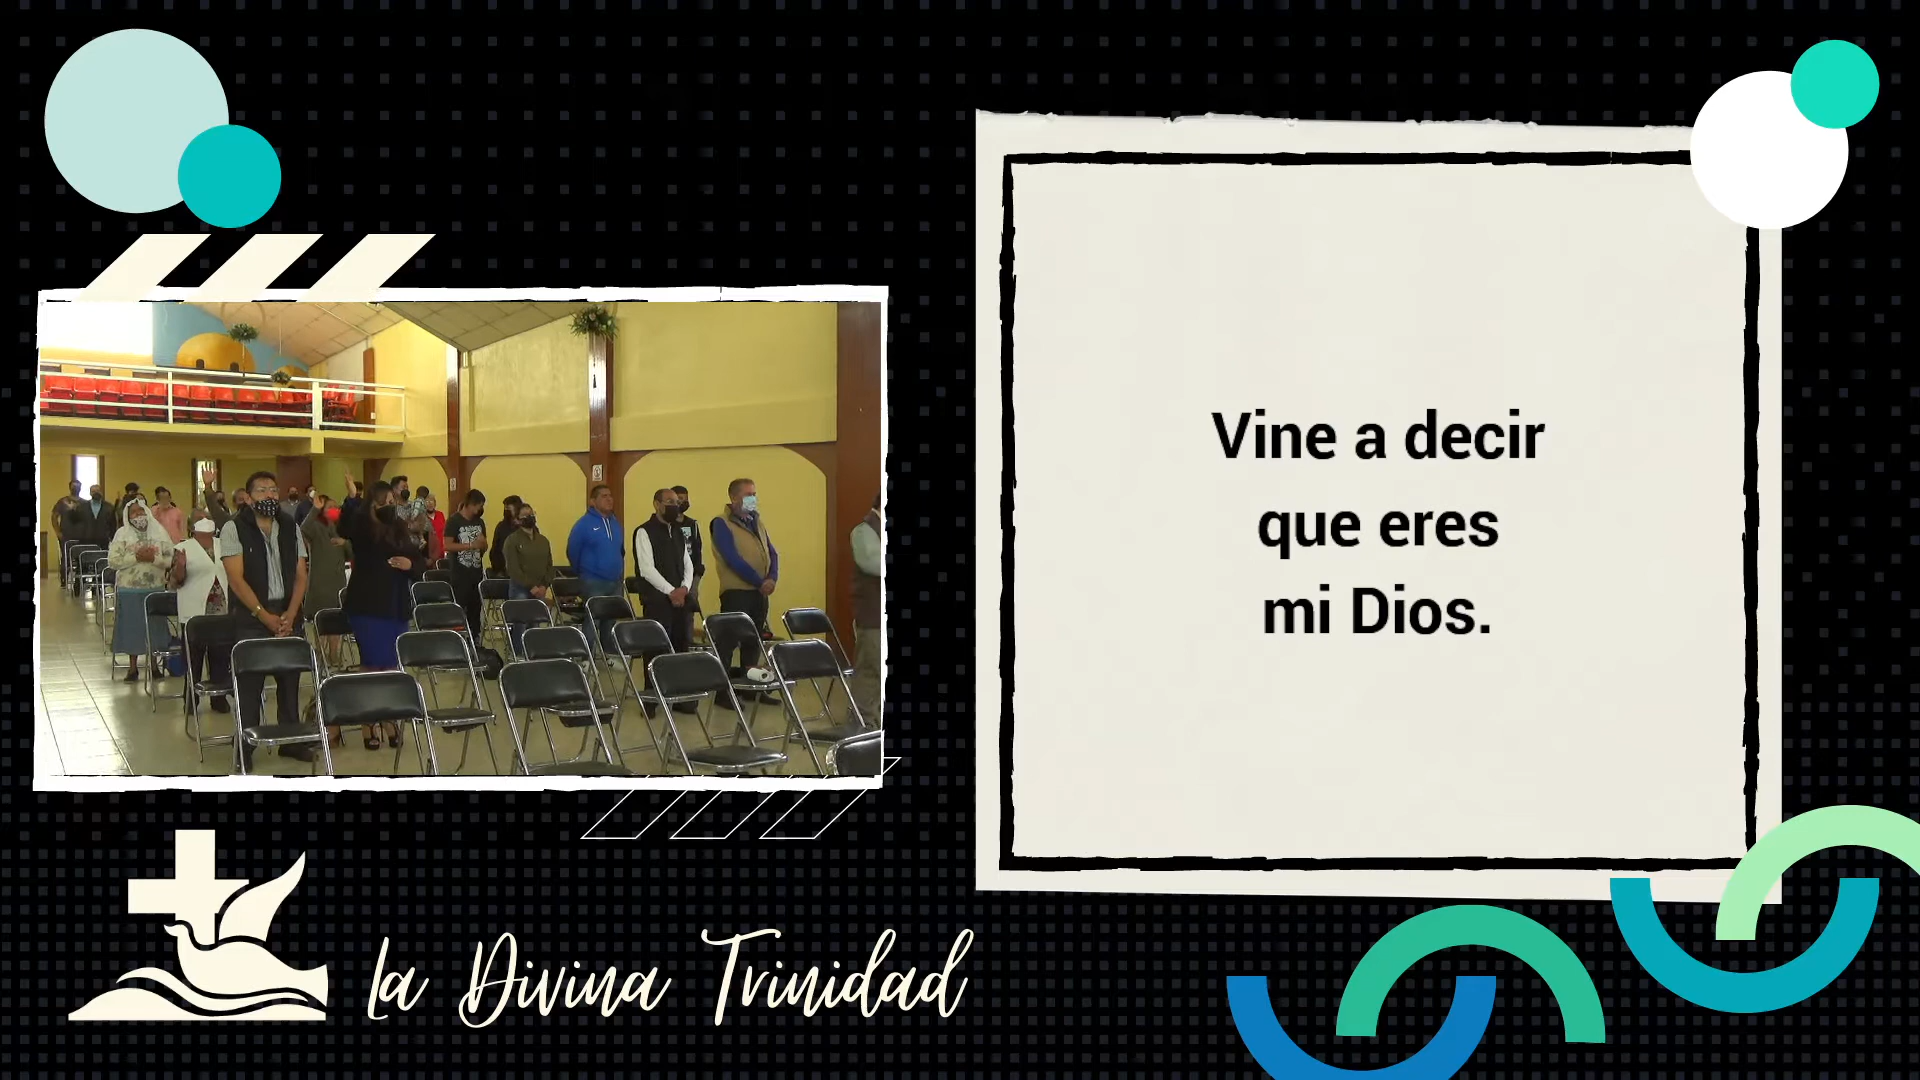 Vine a decir
que eres
mi Dios.
la Divina Trinidad